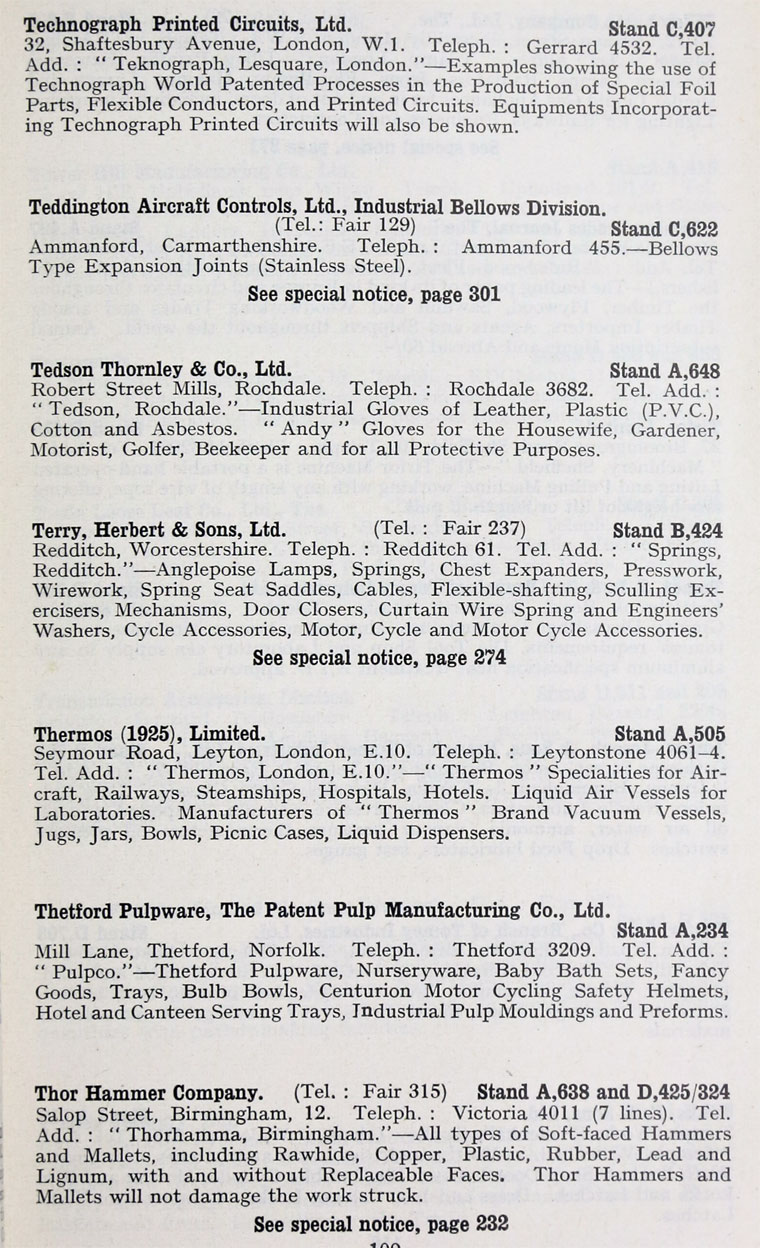 Technograph Printed Circuits, Ltd. Stand C,407
32, Shaftesbury Avenue, London, W.1. Teleph. : Gerrard 4532. Tel.
Add. : “ Teknograph, Lesquare, London.”—Examples showing the use of
Technograph World Patented Processes in the Production of Special Foil
Parts, Flexible Conductors, and Printed Circuits. Equipments Incorporat-
ing Technograph Printed Circuits will also be shown.
Teddington Aircraft Controls, Ltd., Industrial Bellows Division.
(Tel.: Fair 129) Stand C,622
Ammanford, Carmarthenshire. Teleph. : Ammanford 455.—Bellows
Type Expansion Joints (Stainless Steel).
See special notice, page 301
Tedson Thornley & Co., Ltd. Stand A,648
Robert Street Mills, Rochdale. Teleph. : Rochdale 3682. Tel. Add. :
“ Tedson, Rochdale.”—Industrial Gloves of Leather, Plastic (P.V.C.),
Cotton and Asbestos. “ Andy ” Gloves for the Housewife, Gardener,
Motorist, Golfer, Beekeeper and for all Protective Purposes.
Terry, Herbert & Sons, Ltd. (Tel. : Fair 237) Stand B,424
Redditch, Worcestershire. Teleph. : Redditch 61. Tel. Add. : “ Springs,
Redditch.”—Anglepoise Lamps, Springs, Chest Expanders, Presswork,
Wirework, Spring Seat Saddles, Cables, Flexible-shafting, Sculling Ex-
ercisers, Mechanisms, Door Closers, Curtain Wire Spring and Engineers’
Washers, Cycle Accessories, Motor, Cycle and Motor Cycle Accessories.
See special notice, page 274
Thermos (1925), Limited. Stand A,505
Seymour Road, Leyton, London, E.10. Teleph. : Leytonstone 4061–4.
Tel. Add. : “ Thermos, London, E.10.”—“ Thermos ” Specialities for Air-
craft, Railways, Steamships, Hospitals, Hotels. Liquid Air Vessels for
Laboratories. Manufacturers of “ Thermos ” Brand Vacuum Vessels,
Jugs, Jars, Bowls, Picnic Cases, Liquid Dispensers.
Thetford Pulpware, The Patent Pulp Manufacturing Co., Ltd.
Stand A,234
Mill Lane, Thetford, Norfolk. Teleph. : Thetford 3209. Tel. Add. :
“ Pulpco.”—Thetford Pulpware, Nurseryware, Baby Bath Sets, Fancy
Goods, Trays, Bulb Bowls, Centurion Motor Cycling Safety Helmets,
Hotel and Canteen Serving Trays, Industrial Pulp Mouldings and Preforms.
Thor Hammer Company. (Tel. : Fair 315) Stand A,638 and D,425/324
Salop Street, Birmingham, 12. Teleph. : Victoria 4011 (7 lines). Tel.
Add. : “ Thorhamma, Birmingham.”—All types of Soft-faced Hammers
and Mallets, including Rawhide, Copper, Plastic, Rubber, Lead and
Lignum, with and without Replaceable Faces. Thor Hammers and
Mallets will not damage the work struck.
See special notice, page 232